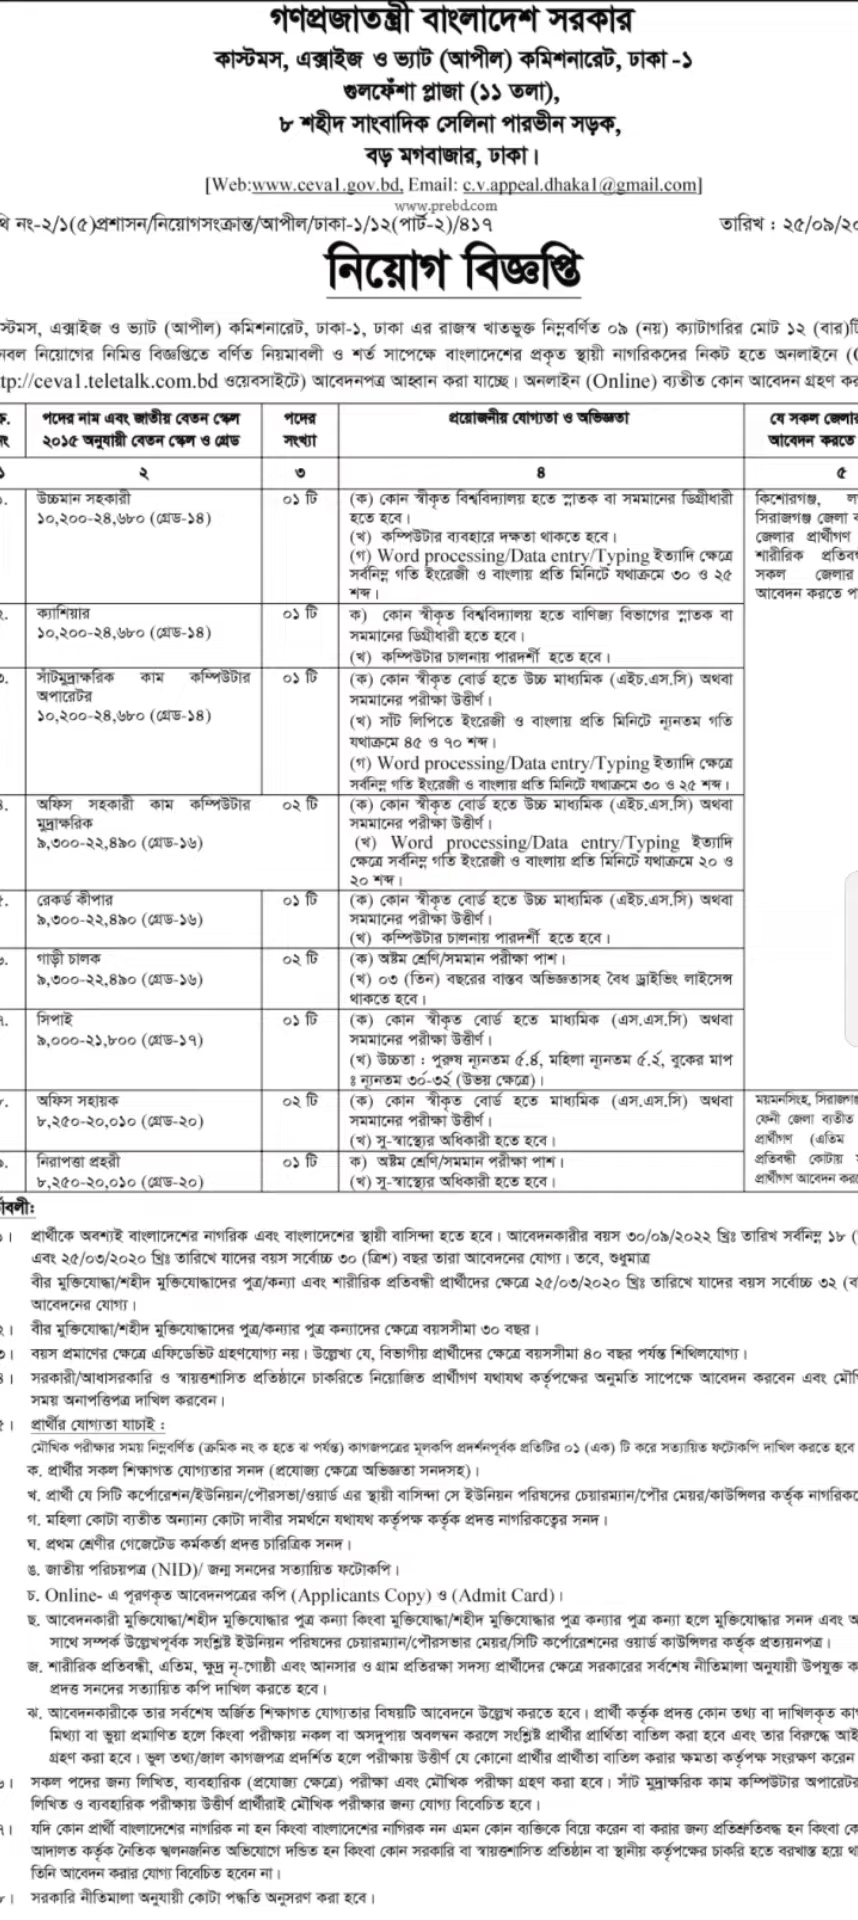 গণপ্রজাতন্ত্রী বাংলাদেশ সরকার
কাস্টমস, এক্সাইজ ও ভ্যাট (আপীল) কমিশনারেট, ঢাকা -১
গুলফেঁশা প্লাজা (১১ তলা),
৮ শহীদ সাংবাদিক সেলিনা পারভীন সড়ক,
বড় মগবাজার, ঢাকা।
[Web:www.ceva1.gov.bd, Email: c.v.appeal.dhaka1@gmail.com]
www.prebd.com
নং-২/১(৫)প্রশাসন/নিয়োগসংক্রান্ত/আপীল/ঢাকা-১/১২(পার্ট-২)/৪১৭ তারিখ : ২৫/০৯/২০
নিয়োগ বিজ্ঞপ্তি
স্টমস, এক্সাইজ ও ভ্যাট (আপীল) কমিশনারেট, ঢাকা-১, ঢাকা এর রাজস্ব খাতভুক্ত নিম্নবর্ণিত ০৯ (নয়) ক্যাটাগরির মোট ১২ (বার)টি
নবল নিয়োগের নিমিত্ত বিজ্ঞপ্তিতে বর্ণিত নিয়মাবলী ও শর্ত সাপেক্ষে বাংলাদেশের প্রকৃত স্থায়ী নাগরিকদের নিকট হতে অনলাইনে
tp://ceva1.teletalk.com.bd ওয়েবসাইটে) আবেদনপত্র আহ্বান করা যাচ্ছে। অনলাইন (Online) ব্যতীত কোন আবেদন গ্রহণ কর
পদের নাম এবং জাতীয় বেতন স্কেল ২০১৫ অনুযায়ী বেতন স্কেল ও গ্রেড
পদের সংখ্যা
প্রয়োজনীয় যোগ্যতা ও অভিজ্ঞতা
যে সকল জেলার
আবেদন করতে
১ ২ ৩ ৪ ৫
উচ্চমান সহকারী
১০,২০০-২৪,৬৮০ (গ্রেড-১৪)
০১ টি
(ক) কোন স্বীকৃত বিশ্ববিদ্যালয় হতে স্নাতক বা সমমানের ডিগ্রীধারী
হতে হবে।
(খ) কম্পিউটার ব্যবহারে দক্ষতা থাকতে হবে।
(গ) Word processing/Data entry/Typing ইত্যাদি ক্ষেত্রে
সর্বনিম্ন গতি ইংরেজী ও বাংলায় প্রতি মিনিটে যথাক্রমে ৩০ ও ২৫
শব্দ।
কিশোরগঞ্জ,
সিরাজগঞ্জ জেলা
জেলার প্রার্থীগণ
শারীরিক প্রতিবন্ধ
সকল জেলার
আবেদন করতে পা
২. ক্যাশিয়ার
১০,২০০-২৪,৬৮০ (গ্রেড-১৪)
০১ টি
ক) কোন স্বীকৃত বিশ্ববিদ্যালয় হতে বাণিজ্য বিভাগের স্নাতক বা
সমমানের ডিগ্রীধারী হতে হবে।
(খ) কম্পিউটার চালনায় পারদর্শী হতে হবে।
৩. সাঁটমুদ্রাক্ষরিক কাম কম্পিউটার
অপারেটর
১০,২০০-২৪,৬৮০ (গ্রেড-১৪)
০১ টি
(ক) কোন স্বীকৃত বোর্ড হতে উচ্চ মাধ্যমিক (এইচ.এস.সি) অথবা
সমমানের পরীক্ষা উত্তীর্ণ।
(খ) সাঁট লিপিতে ইংরেজী ও বাংলায় প্রতি মিনিটে ন্যূনতম গতি
যথাক্রমে ৪৫ ও ৭০ শব্দ।
(গ) Word processing/Data entry/Typing ইত্যাদি ক্ষেত্রে
সর্বনিম্ন গতি ইংরেজী ও বাংলায় প্রতি মিনিটে যথাক্রমে ৩০ ও ২৫ শব্দ।
৪. অফিস সহকারী কাম কম্পিউটার
মুদ্রাক্ষরিক
৯,৩০০-২২,৪৯০ (গ্রেড-১৬)
০২ টি
(ক) কোন স্বীকৃত বোর্ড হতে উচ্চ মাধ্যমিক (এইচ.এস.সি) অথবা
সমমানের পরীক্ষা উত্তীর্ণ।
(খ) Word processing/Data entry/Typing ইত্যাদি
ক্ষেত্রে সর্বনিম্ন গতি ইংরেজী ও বাংলায় প্রতি মিনিটে যথাক্রমে ২০ ও
২০ শব্দ।
৫. রেকর্ড কীপার
৯,৩০০-২২,৪৯০ (গ্রেড-১৬)
০১ টি
(ক) কোন স্বীকৃত বোর্ড হতে উচ্চ মাধ্যমিক (এইচ.এস.সি) অথবা
সমমানের পরীক্ষা উত্তীর্ণ।
(খ) কম্পিউটার চালনায় পারদর্শী হতে হবে।
৬. গাড়ী চালক
৯,৩০০-২২,৪৯০ (গ্রেড-১৬)
০২ টি
(ক) অষ্টম শ্রেণি/সমমান পরীক্ষা পাশ।
(খ) ০৩ (তিন) বছরের বাস্তব অভিজ্ঞতাসহ বৈধ ড্রাইভিং লাইসেন্স
থাকতে হবে।
৭. সিপাই
৯,০০০-২১,৮০০ (গ্রেড-১৭)
০১ টি
(ক) কোন স্বীকৃত বোর্ড হতে মাধ্যমিক (এস.এস.সি) অথবা
সমমানের পরীক্ষা উত্তীর্ণ।
(খ) উচ্চতা : পুরুষ ন্যূনতম ৫.৪, মহিলা ন্যূনতম ৫.২, বুকের মাপ
ঃ ন্যূনতম ৩০-৩২ (উভয় ক্ষেত্রে)।
৮. অফিস সহায়ক
৮,২৫০-২০,০১০ (গ্রেড-২০)
০২ টি
(ক) কোন স্বীকৃত বোর্ড হতে মাধ্যমিক (এস.এস.সি) অথবা
সমমানের পরীক্ষা উত্তীর্ণ।
(খ) সু-স্বাস্থ্যের অধিকারী হতে হবে।
ময়মনসিংহ, সিরাজগঞ্জ
ফেনী জেলা ব্যতীত
প্রার্থীগণ (এতিম
প্রতিবন্ধী কোটায়
প্রার্থীগণ আবেদন করতে
নিরাপত্তা প্রহরী
৮,২৫০-২০,০১০ (গ্রেড-২০)
০১ টি
ক) অষ্টম শ্রেণি/সমমান পরীক্ষা পাশ।
(খ) সু-স্বাস্থ্যের অধিকারী হতে হবে।
র্তাবলী:
১। প্রার্থীকে অবশ্যই বাংলাদেশের নাগরিক এবং বাংলাদেশের স্থায়ী বাসিন্দা হতে হবে। আবেদনকারীর বয়স ৩০/০৯/২০২২ খ্রিঃ তারিখ সর্বনিম্ন ১৮
এবং ২৫/০৩/২০২০ খ্রিঃ তারিখে যাদের বয়স সর্বোচ্চ ৩০ (ত্রিশ) বছর তারা আবেদনের যোগ্য। তবে, শুধুমাত্র
বীর মুক্তিযোদ্ধা/শহীদ মুক্তিযোদ্ধাদের পুত্র/কন্যা এবং শারীরিক প্রতিবন্ধী প্রার্থীদের ক্ষেত্রে ২৫/০৩/২০২০ খ্রিঃ তারিখে যাদের বয়স সর্বোচ্চ ৩২ (ব
আবেদনের যোগ্য।
২। বীর মুক্তিযোদ্ধা/শহীদ মুক্তিযোদ্ধাদের পুত্র/কন্যার পুত্র কন্যাদের ক্ষেত্রে বয়সসীমা ৩০ বছর।
৩। বয়স প্রমাণের ক্ষেত্রে এফিডেভিট গ্রহণযোগ্য নয়। উল্লেখ্য যে, বিভাগীয় প্রার্থীদের ক্ষেত্রে বয়সসীমা ৪০ বছর পর্যন্ত শিথিলযোগ্য।
৪। সরকারী/আধাসরকারি ও স্বায়ত্তশাসিত প্রতিষ্ঠানে চাকরিতে নিয়োজিত প্রার্থীগণ যথাযথ কর্তৃপক্ষের অনুমতি সাপেক্ষে আবেদন করবেন এবং মৌখি
সময় অনাপত্তিপত্র দাখিল করবেন।
৫। প্রার্থীর যোগ্যতা যাচাই :
মৌখিক পরীক্ষার সময় নিম্নবর্ণিত (ক্রমিক নং ক হতে ঝ পর্যন্ত) কাগজপত্রের মূলকপি প্রদর্শনপূর্বক প্রতিটির ০১ (এক) টি করে সত্যায়িত ফটোকপি দাখিল করতে হবে
ক. প্রার্থীর সকল শিক্ষাগত যোগ্যতার সনদ (প্রযোজ্য ক্ষেত্রে অভিজ্ঞতা সনদসহ)।
খ. প্রার্থী যে সিটি কর্পোরেশন/ইউনিয়ন/পৌরসভা/ওয়ার্ড এর স্থায়ী বাসিন্দা সে ইউনিয়ন পরিষদের চেয়ারম্যান/পৌর মেয়র/কাউন্সিলর কর্তৃক নাগরিকত্বে
গ. মহিলা কোটা ব্যতীত অন্যান্য কোটা দাবীর সমর্থনে যথাযথ কর্তৃপক্ষ কর্তৃক প্রদত্ত নাগরিকত্বের সনদ।
ঘ. প্রথম শ্রেণীর গেজেটেড কর্মকর্তা প্রদত্ত চারিত্রিক সনদ।
ঙ. জাতীয় পরিচয়পত্র (NID)/ জন্ম সনদের সত্যায়িত ফটোকপি।
চ. Online- এ পূরণকৃত আবেদনপত্রের কপি (Applicants Copy) ও (Admit Card)।
ছ. আবেদনকারী মুক্তিযোদ্ধা/শহীদ মুক্তিযোদ্ধার পুত্র কন্যা কিংবা মুক্তিযোদ্ধা/শহীদ মুক্তিযোদ্ধার পুত্র কন্যার পুত্র কন্যা হলে মুক্তিযোদ্ধার সনদ এবং
সাথে সম্পর্ক উল্লেখপূর্বক সংশ্লিষ্ট ইউনিয়ন পরিষদের চেয়ারম্যান/পৌরসভার মেয়র/সিটি কর্পোরেশনের ওয়ার্ড কাউন্সিলর কর্তৃক প্রত্যয়নপত্র।
জ. শারীরিক প্রতিবন্ধী, এতিম, ক্ষুদ্র নৃ-গোষ্ঠী এবং আনসার ও গ্রাম প্রতিরক্ষা সদস্য প্রার্থীদের ক্ষেত্রে সরকারের সর্বশেষ নীতিমালা অনুযায়ী উপযুক্ত
প্রদত্ত সনদের সত্যায়িত কপি দাখিল করতে হবে।
ঝ. আবেদনকারীকে তার সর্বশেষ অর্জিত শিক্ষাগত যোগ্যতার বিষয়টি আবেদনে উল্লেখ করতে হবে। প্রার্থী কর্তৃক প্রদত্ত কোন তথ্য বা দাখিলকৃত কাগ
মিথ্যা বা ভুয়া প্রমাণিত হলে কিংবা পরীক্ষায় নকল বা অসদুপায় অবলম্বন করলে সংশ্লিষ্ট প্রার্থীর প্রার্থিতা বাতিল করা হবে এবং তার বিরুদ্ধে আই
গ্রহণ করা হবে। ভুল তথ্য/জাল কাগজপত্র প্রদর্শিত হলে পরীক্ষায় উত্তীর্ণ যে কোনো প্রার্থীর প্রার্থীতা বাতিল করার ক্ষমতা কর্তৃপক্ষ সংরক্ষণ করেন
৬। সকল পদের জন্য লিখিত, ব্যবহারিক (প্রযোজ্য ক্ষেত্রে) পরীক্ষা এবং মৌখিক পরীক্ষা গ্রহণ করা হবে। সাঁট মুদ্রাক্ষরিক কাম কম্পিউটার অপারেটর
লিখিত ও ব্যবহারিক পরীক্ষায় উত্তীর্ণ প্রার্থীরাই মৌখিক পরীক্ষার জন্য যোগ্য বিবেচিত হবে।
৭। যদি কোন প্রার্থী বাংলাদেশের নাগরিক না হন কিংবা বাংলাদেশের নাগিরক নন এমন কোন ব্যক্তিকে বিয়ে করেন বা করার জন্য প্রতিশ্রুতিবদ্ধ হন কিংবা কো
আদালত কর্তৃক নৈতিক স্খলনজনিত অভিযোগে দন্ডিত হন কিংবা কোন সরকারি বা স্বায়ত্তশাসিত প্রতিষ্ঠান বা স্থানীয় কর্তৃপক্ষের চাকরি হতে বরখাস্ত হয়ে থা
তিনি আবেদন করার যোগ্য বিবেচিত হবেন না।
৮। সরকারি নীতিমালা অনুযায়ী কোটা পদ্ধতি অনুসরণ করা হবে।